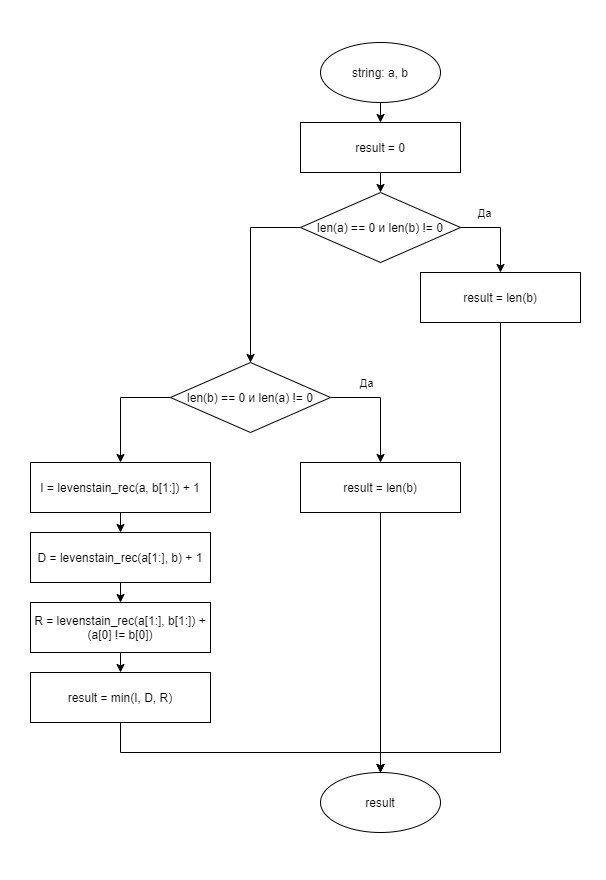 string: a, b
result = 0
len(a) == 0 и len(b) != 0
Да
result = len(b)
len(b) == 0 и len(a) != 0
Да
I = levenstain_rec(a, b[1:]) + 1
result = len(b)
D = levenstain_rec(a[1:], b) + 1
R = levenstain_rec(a[1:], b[1:]) +
(a[0] != b[0])
result = min(I, D, R)
result